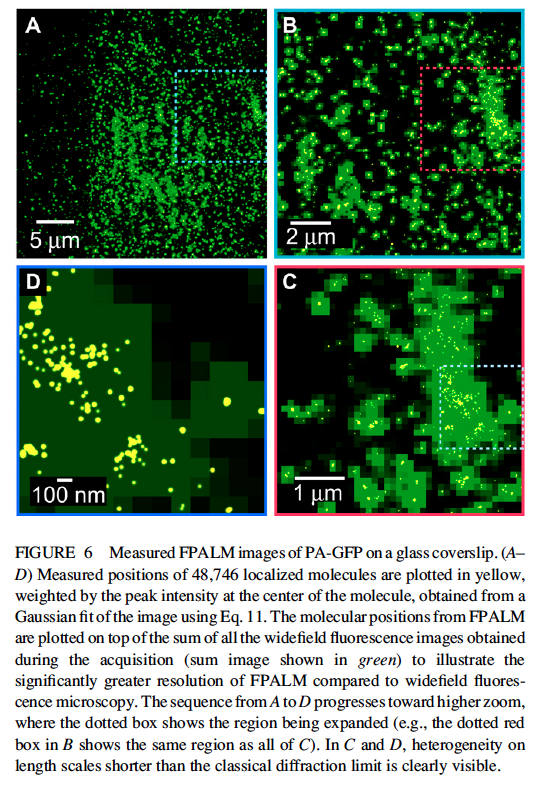 A
B
5 μm
2 μm
D
C
100 nm
1 μm
FIGURE 6 Measured FPALM images of PA-GFP on a glass coverslip. (A–
D) Measured positions of 48,746 localized molecules are plotted in yellow,
weighted by the peak intensity at the center of the molecule, obtained from a
Gaussian fit of the image using Eq. 11. The molecular positions from FPALM
are plotted on top of the sum of all the widefield fluorescence images obtained
during the acquisition (sum image shown in green) to illustrate the
significantly greater resolution of FPALM compared to widefield fluores-
cence microscopy. The sequence from A to D progresses toward higher zoom,
where the dotted box shows the region being expanded (e.g., the dotted red
box in B shows the same region as all of C). In C and D, heterogeneity on
length scales shorter than the classical diffraction limit is clearly visible.